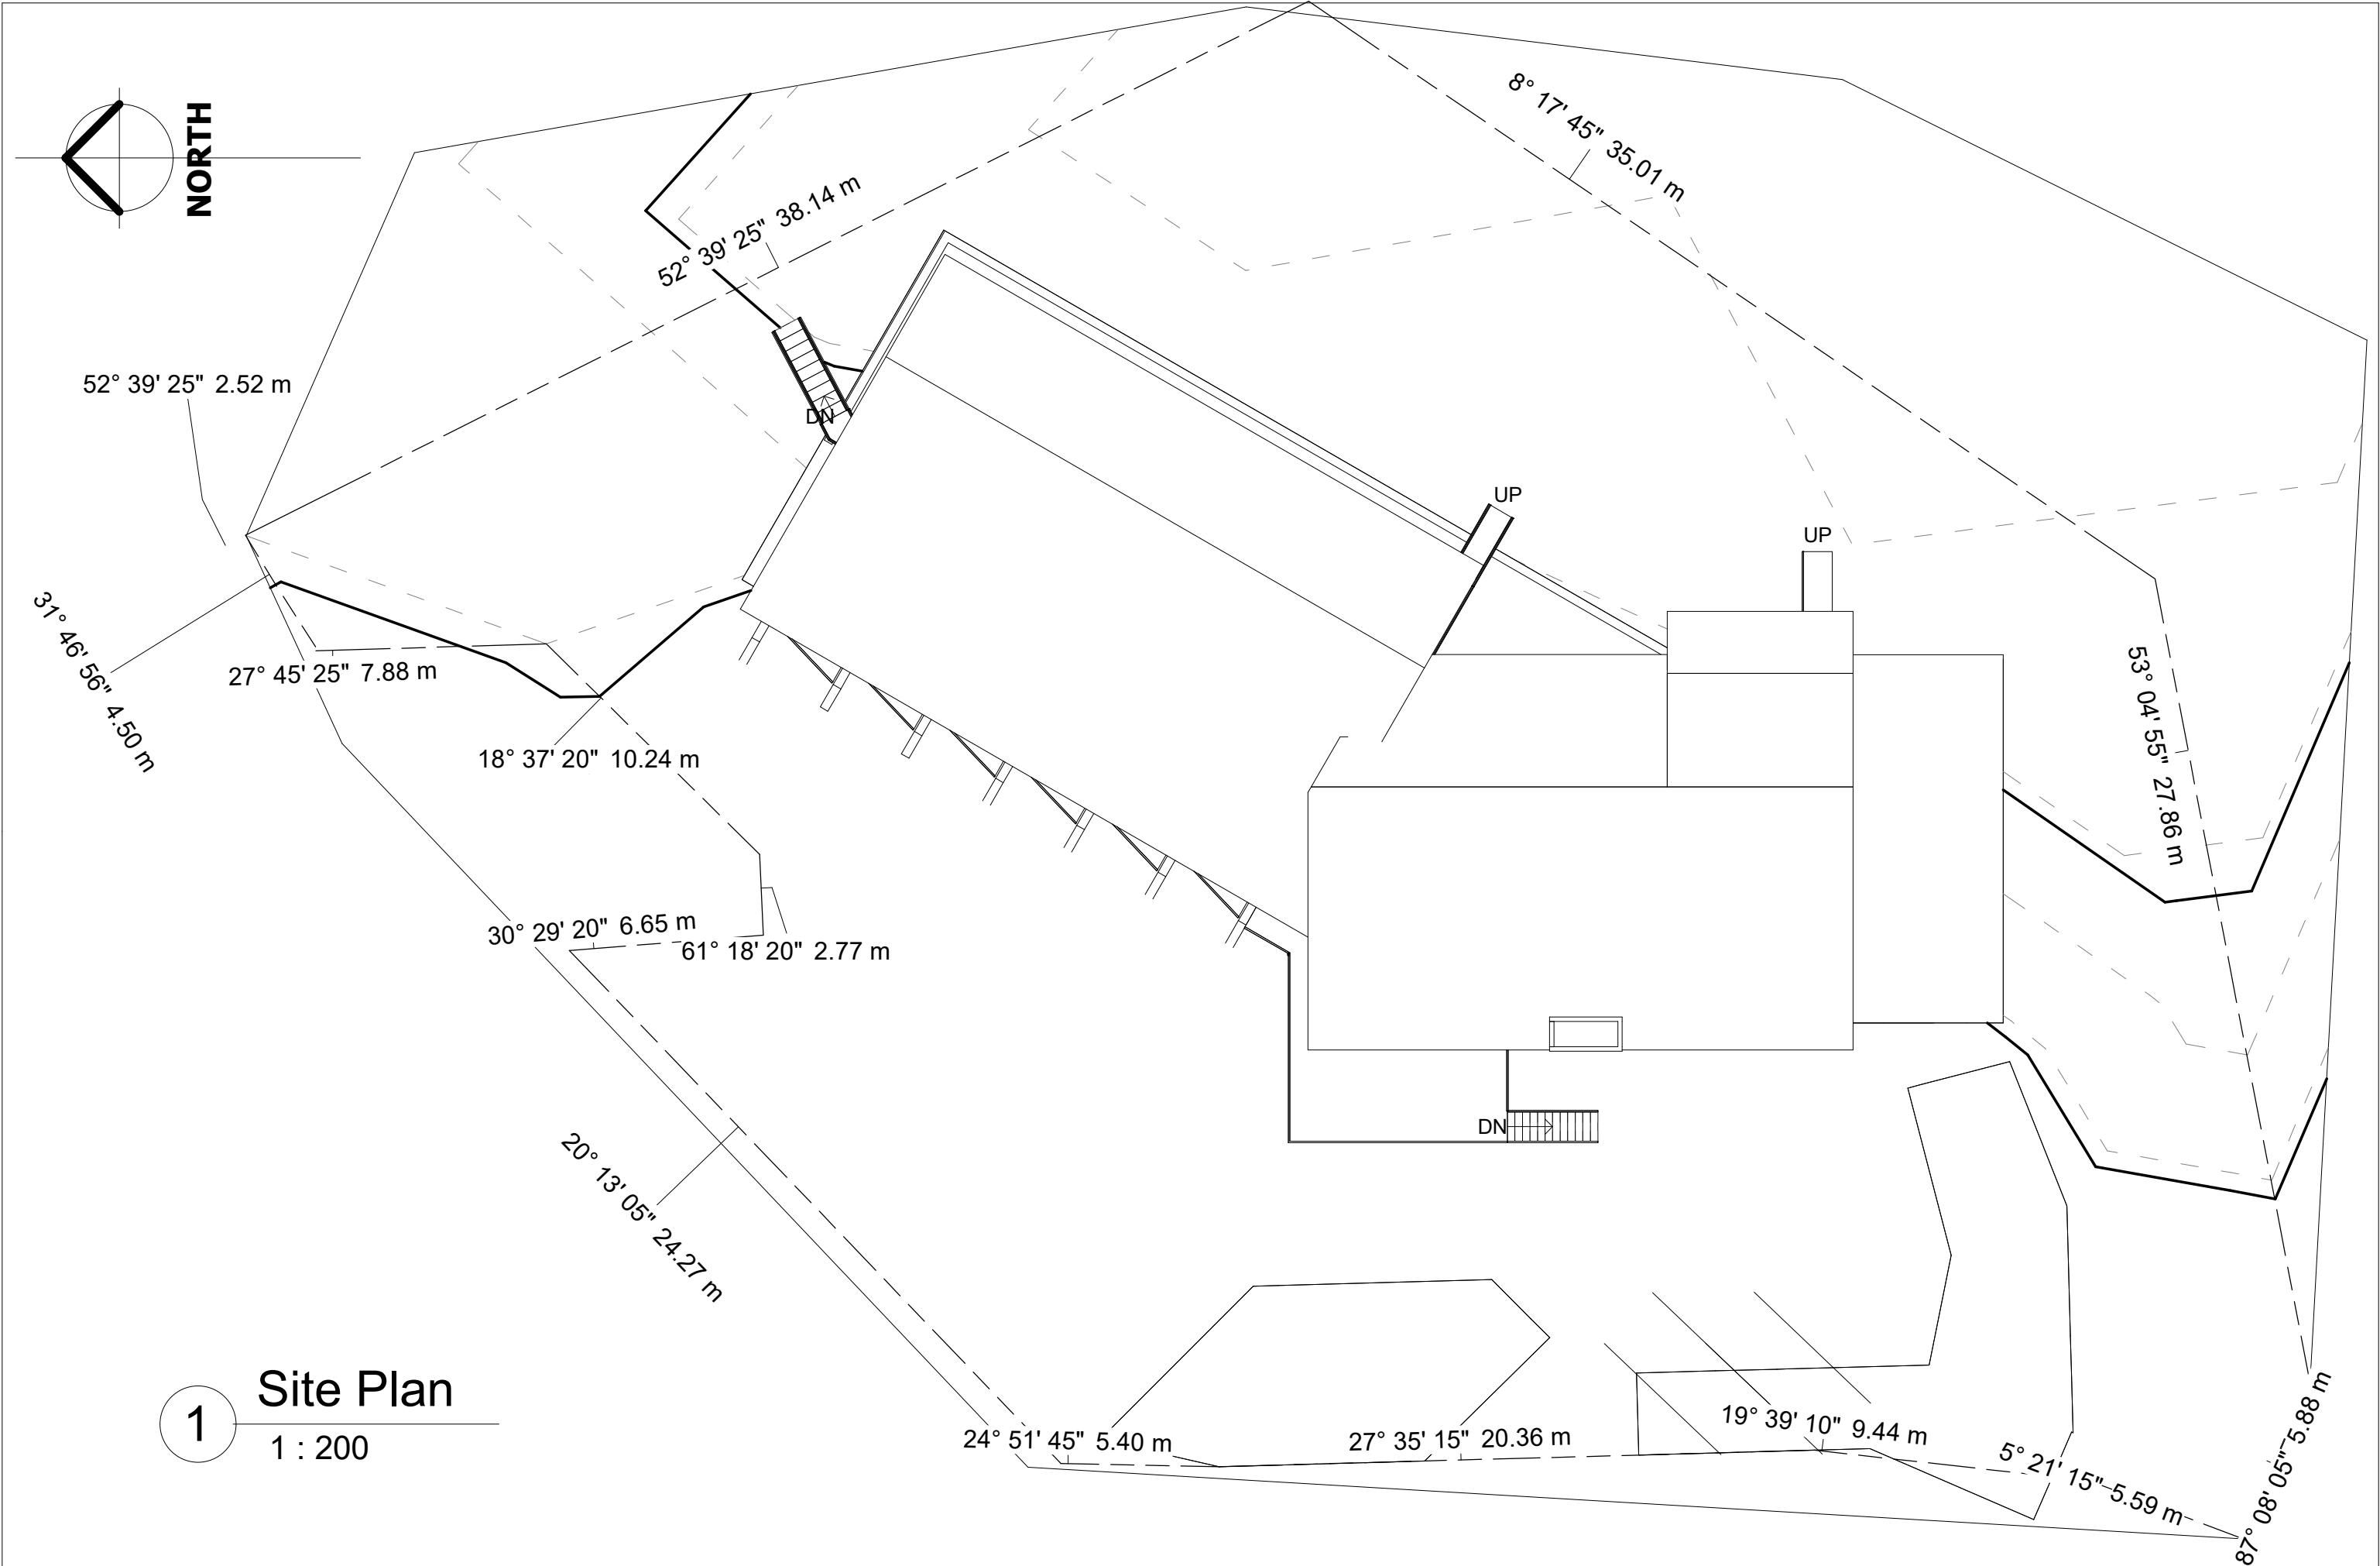 8° 17' 45" 35.01 m
NORTH
52° 39' 25" 38.14 m
52° 39' 25" 2.52 m
DN
UP
UP
31° 46' 56" 4.50 m
27° 45' 25" 7.88 m
53° 04' 55" 27.86 m
18° 37' 20" 10.24 m
30° 29' 20" 6.65 m
61° 18' 20" 2.77 m
DN
20° 13' 05" 24.27 m
Site Plan
1
1 : 200
24° 51' 45" 5.40 m
27° 35' 15" 20.36 m
19° 39' 10" 9.44 m
5° 21' 15" 5.59 m
87° 08' 05" 5.88 m